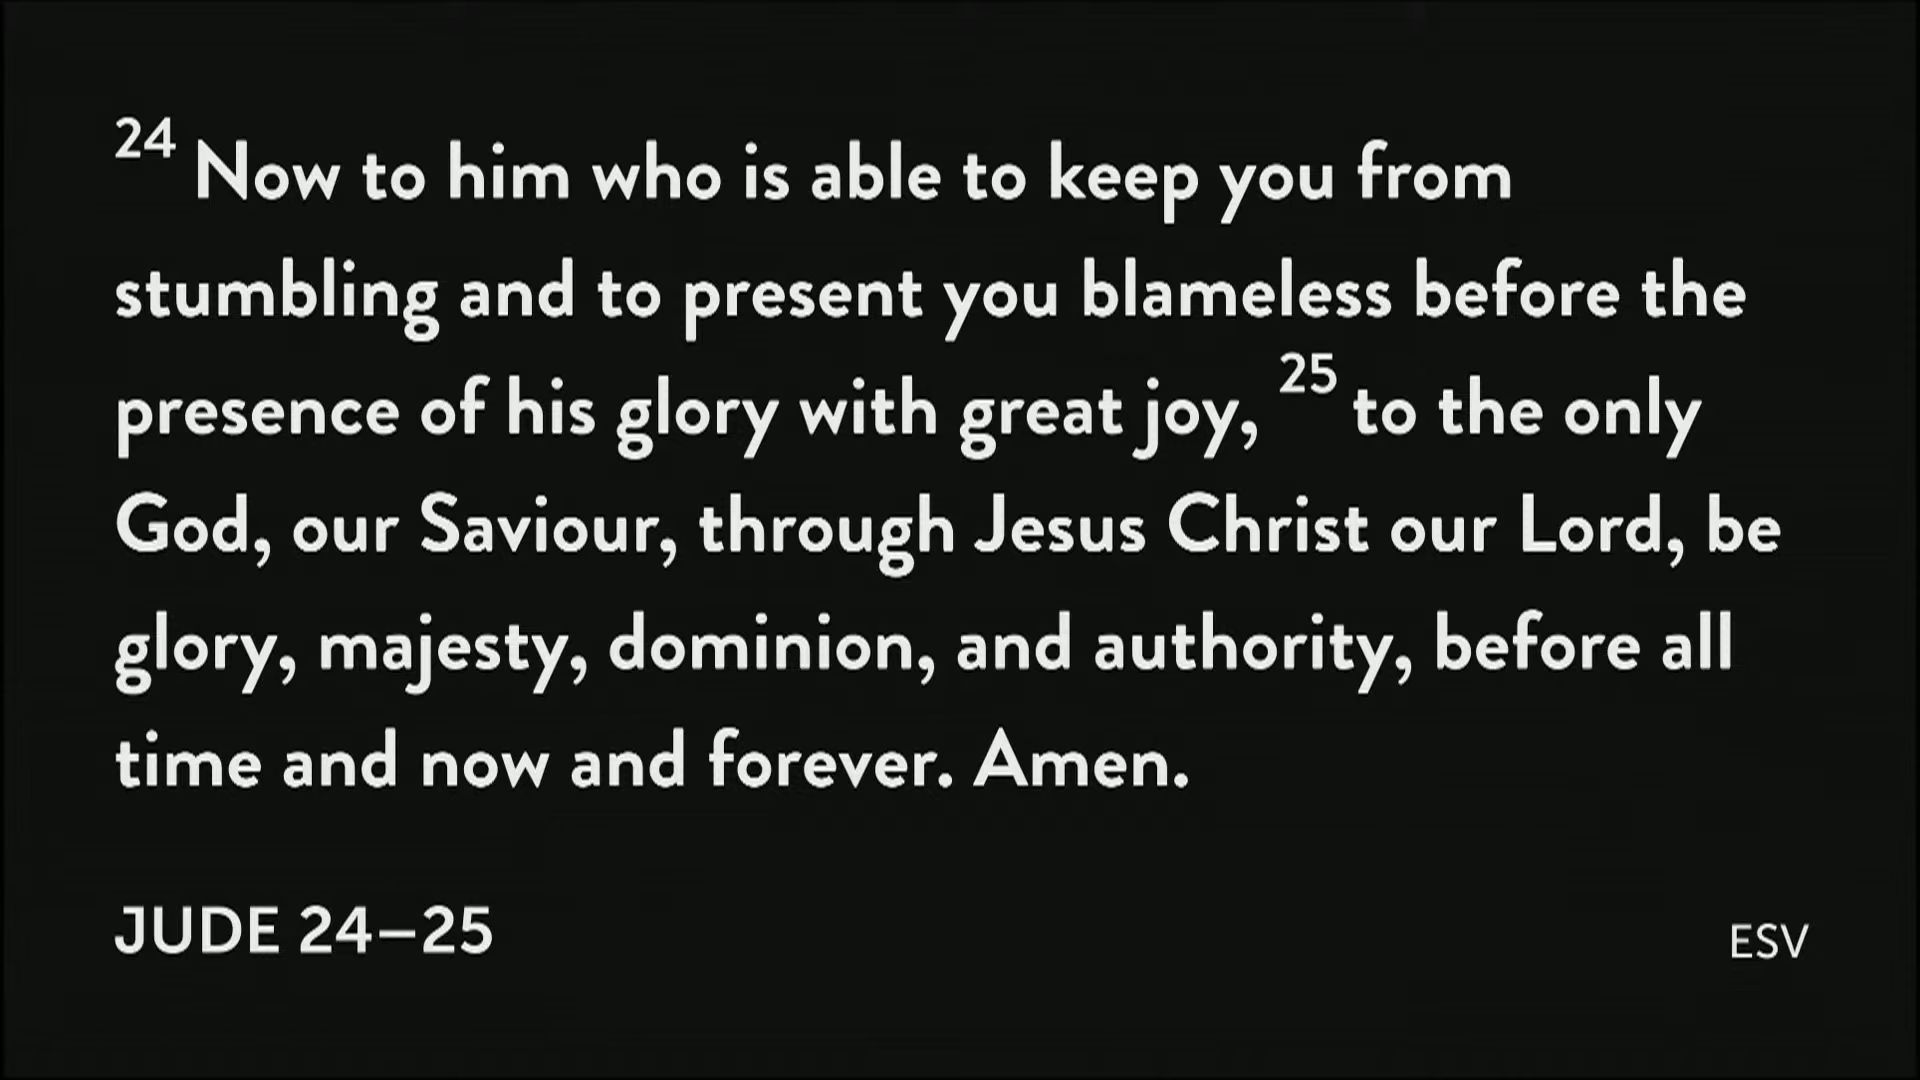 24 Now to him who is able to keep you from
stumbling and to present you blameless before the
presence of his glory with great joy, 25 to the only
God, our Saviour, through Jesus Christ our Lord, be
glory, majesty, dominion, and authority, before all
time and now and forever. Amen.
JUDE 24–25
ESV